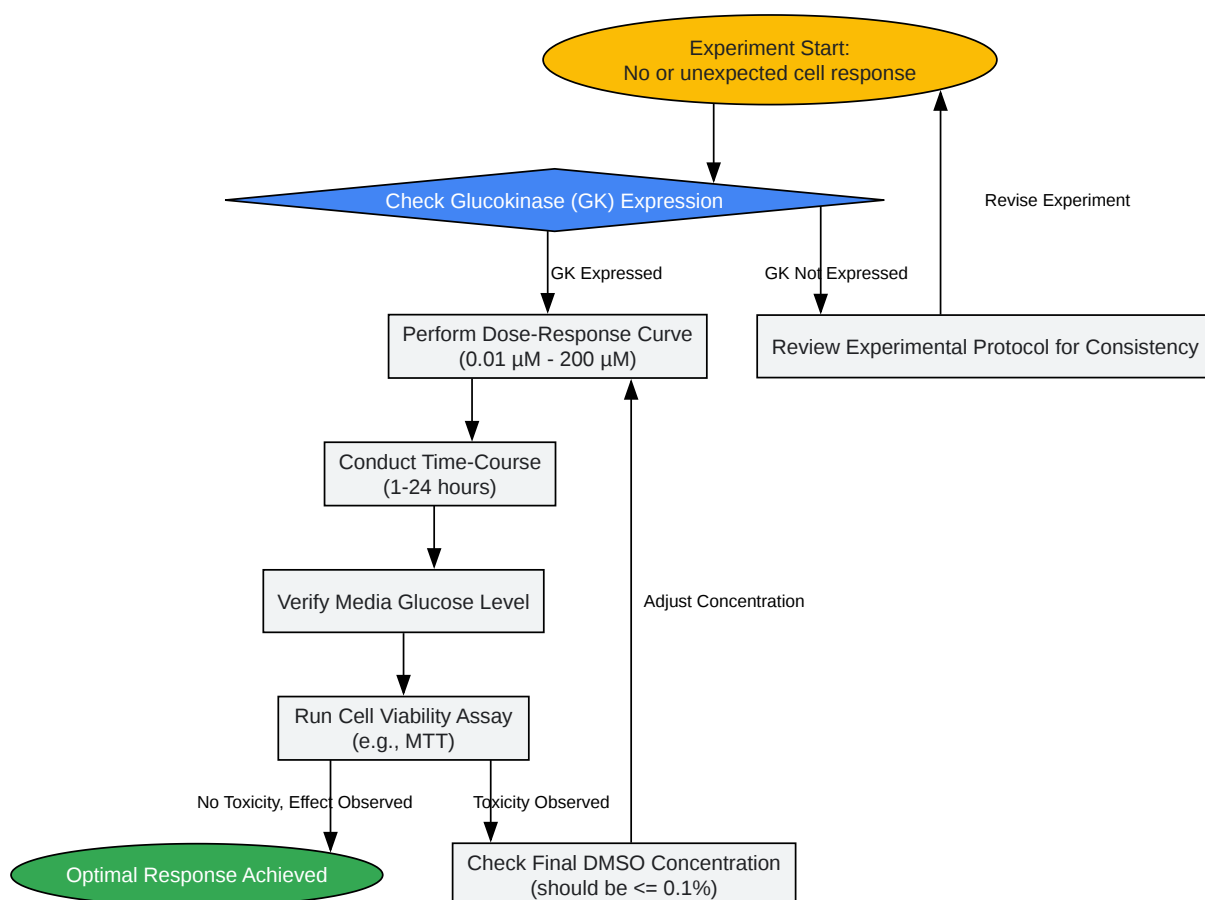 Experiment Start:
No or unexpected cell response
Check Glucokinase (GK) Expression
Revise Experiment
GK Expressed
GK Not Expressed
Perform Dose-Response Curve
(0.01 µM - 200 µM)
Review Experimental Protocol for Consistency
Conduct Time-Course
(1-24 hours)
Verify Media Glucose Level
Adjust Concentration
Run Cell Viability Assay
(e.g., MTT)
No Toxicity, Effect Observed
Toxicity Observed
Optimal Response Achieved
Check Final DMSO Concentration
(should be <= 0.1%)